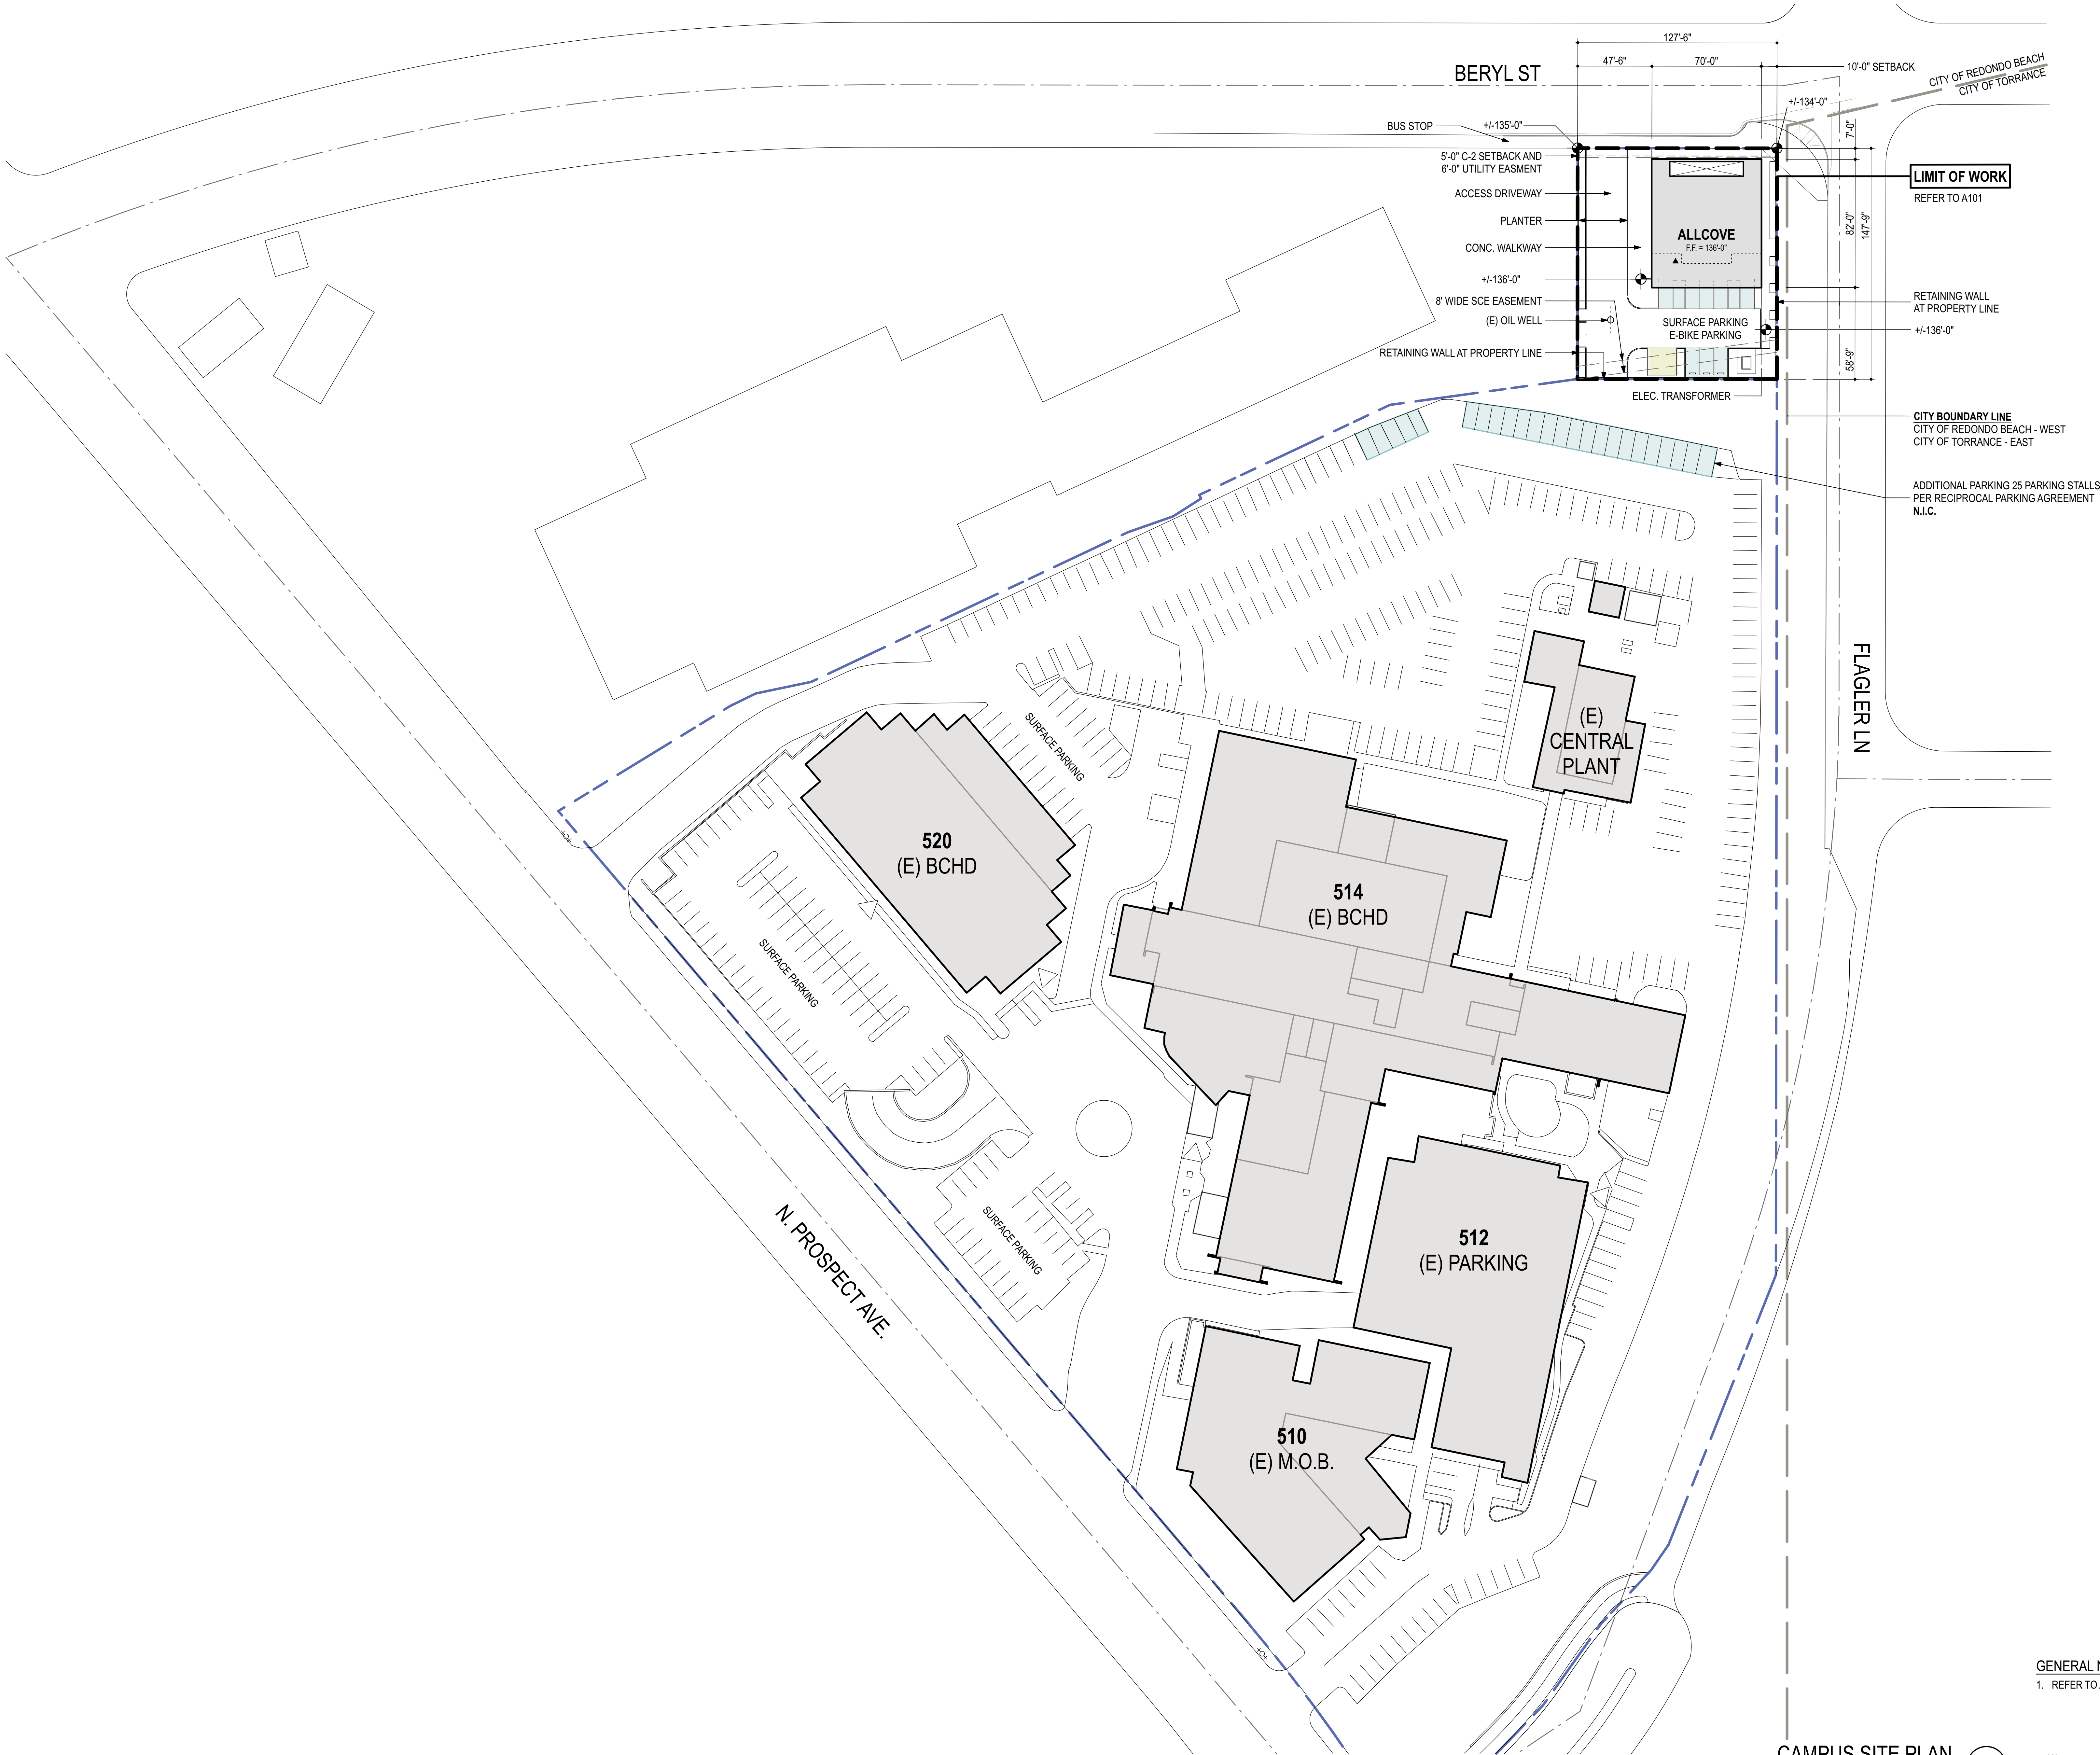 127'-6"
47'-6"
70'-0"
10'-0" SETBACK
BERYL ST
CITY OF REDONDO BEACH
CITY OF TORRANCE
+/-134'-0"
BUS STOP
+/-135'-0"
7'-0"
5'-0" C-2 SETBACK AND
6'-0" UTILITY EASMENT
LIMIT OF WORK
REFER TO A101
ACCESS DRIVEWAY
PLANTER
ALLCOVE
F.F. = 136'-0"
82'-0"
147'-9"
CONC. WALKWAY
+/-136'-0"
8' WIDE SCE EASEMENT
RETAINING WALL
AT PROPERTY LINE
(E) OIL WELL
SURFACE PARKING
E-BIKE PARKING
+/-136'-0"
RETAINING WALL AT PROPERTY LINE
58'-9"
ELEC. TRANSFORMER
CITY BOUNDARY LINE
CITY OF REDONDO BEACH - WEST
CITY OF TORRANCE - EAST
ADDITIONAL PARKING 25 PARKING STALLS
PER RECIPROCAL PARKING AGREEMENT
N.I.C.
FLAGLER LN
(E)
CENTRAL
PLANT
SURFACE PARKING
520
(E) BCHD
514
(E) BCHD
SURFACE PARKING
SURFACE PARKING
N. PROSPECT AVE.
512
(E) PARKING
510
(E) M.O.B.
GENERAL N
1. REFER TO
CAMPUS SITE PLAN